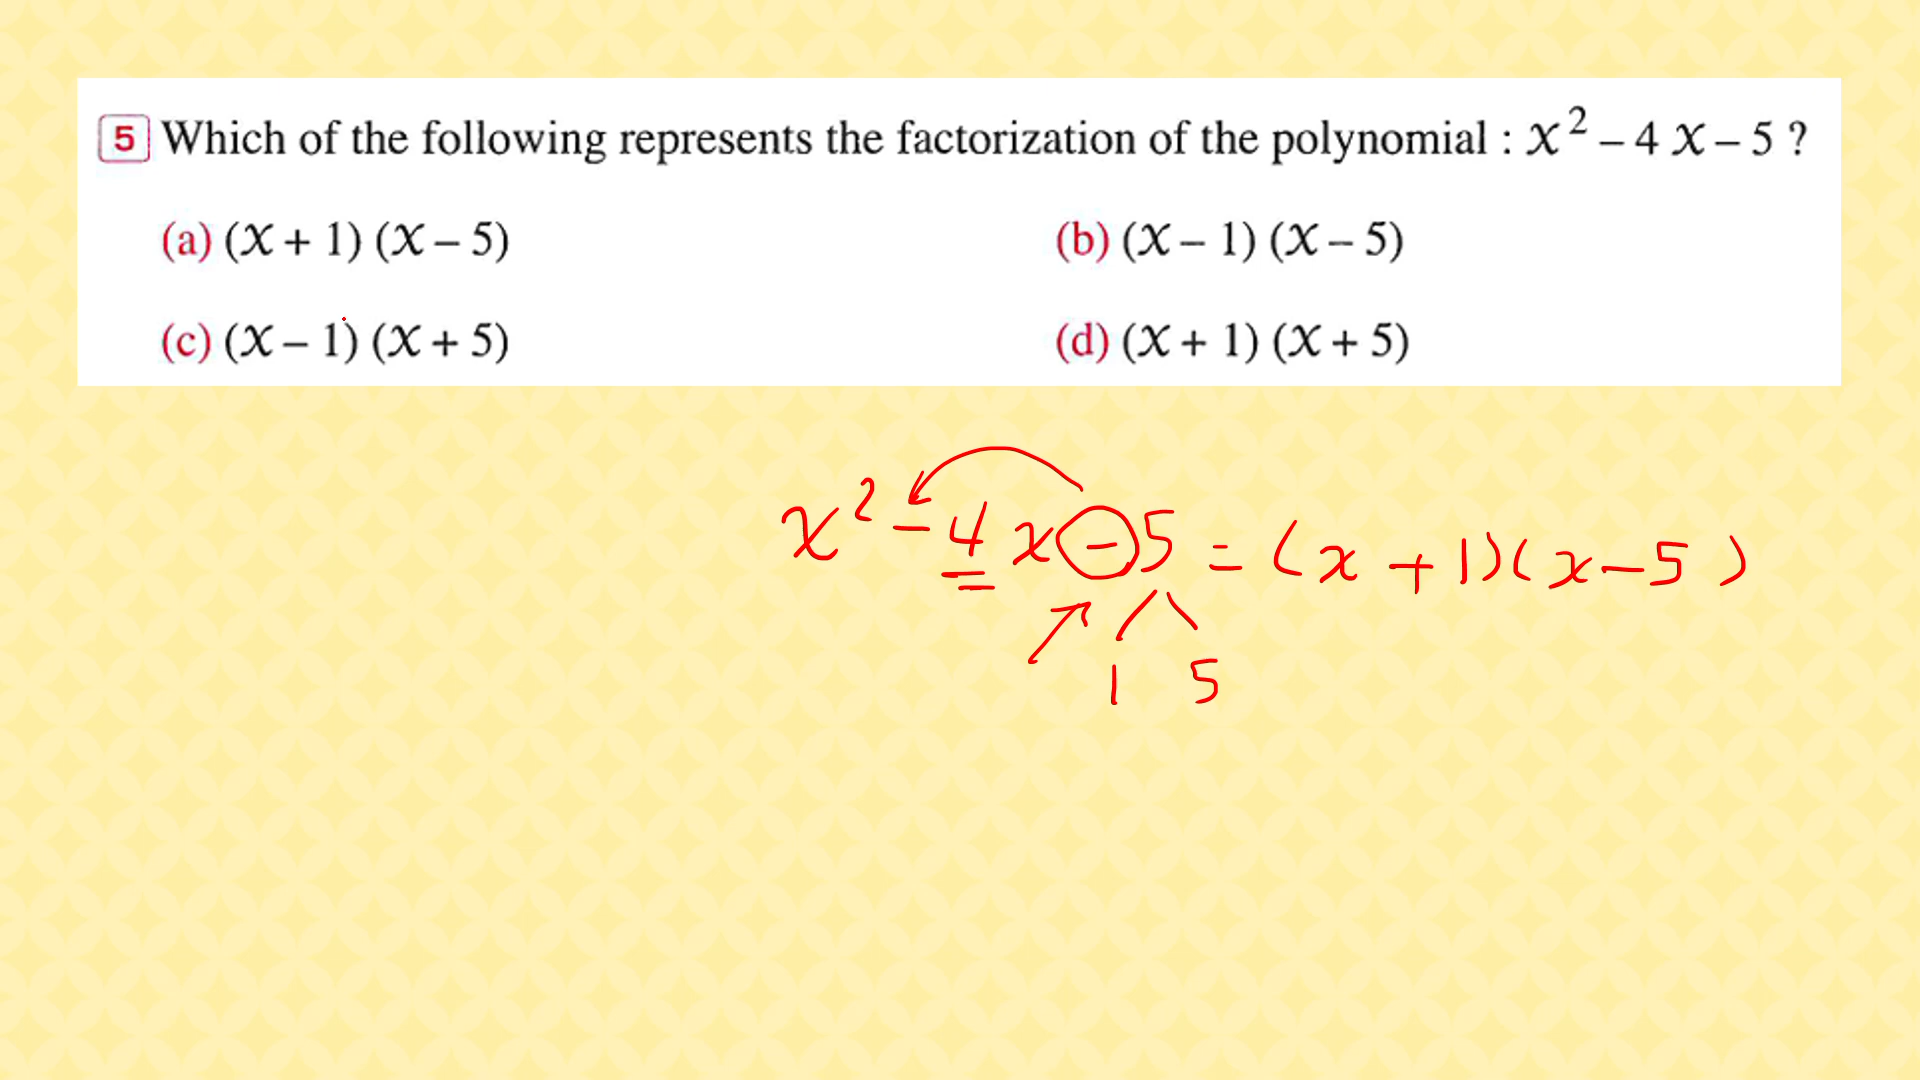 5 Which of the following represents the factorization of the polynomial : x² – 4 x – 5 ?
(a) (x + 1) (x – 5) (b) (x – 1) (x – 5)
(c) (x – 1) (x + 5) (d) (x + 1) (x + 5)
x² – 4 x – 5 = (x + 1)(x – 5)
1 5